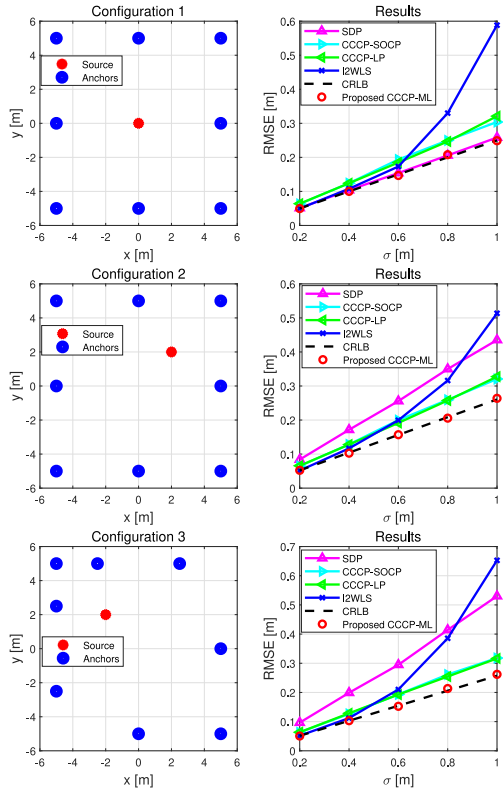 Configuration 1
6
4
2
0
-2
-4
-6
y [m]
Source
Anchors
-6 -4 -2 0 2 4 6
x [m]
Results
0.6
0.5
0.4
0.3
0.2
0.1
0
RMSE [m]
SDP
CCCP-SOCP
CCCP-LP
I2WLS
CRLB
Proposed CCCP-ML
0.2 0.4 0.6 0.8 1
σ [m]
Configuration 2
6
4
2
0
-2
-4
-6
y [m]
Source
Anchors
-6 -4 -2 0 2 4 6
x [m]
Results
0.6
0.5
0.4
0.3
0.2
0.1
0
RMSE [m]
SDP
CCCP-SOCP
CCCP-LP
I2WLS
CRLB
Proposed CCCP-ML
0.2 0.4 0.6 0.8 1
σ [m]
Configuration 3
6
4
2
0
-2
-4
-6
y [m]
Source
Anchors
-6 -4 -2 0 2 4 6
x [m]
Results
0.7
0.6
0.5
0.4
0.3
0.2
0.1
0
RMSE [m]
SDP
CCCP-SOCP
CCCP-LP
I2WLS
CRLB
Proposed CCCP-ML
0.2 0.4 0.6 0.8 1
σ [m]